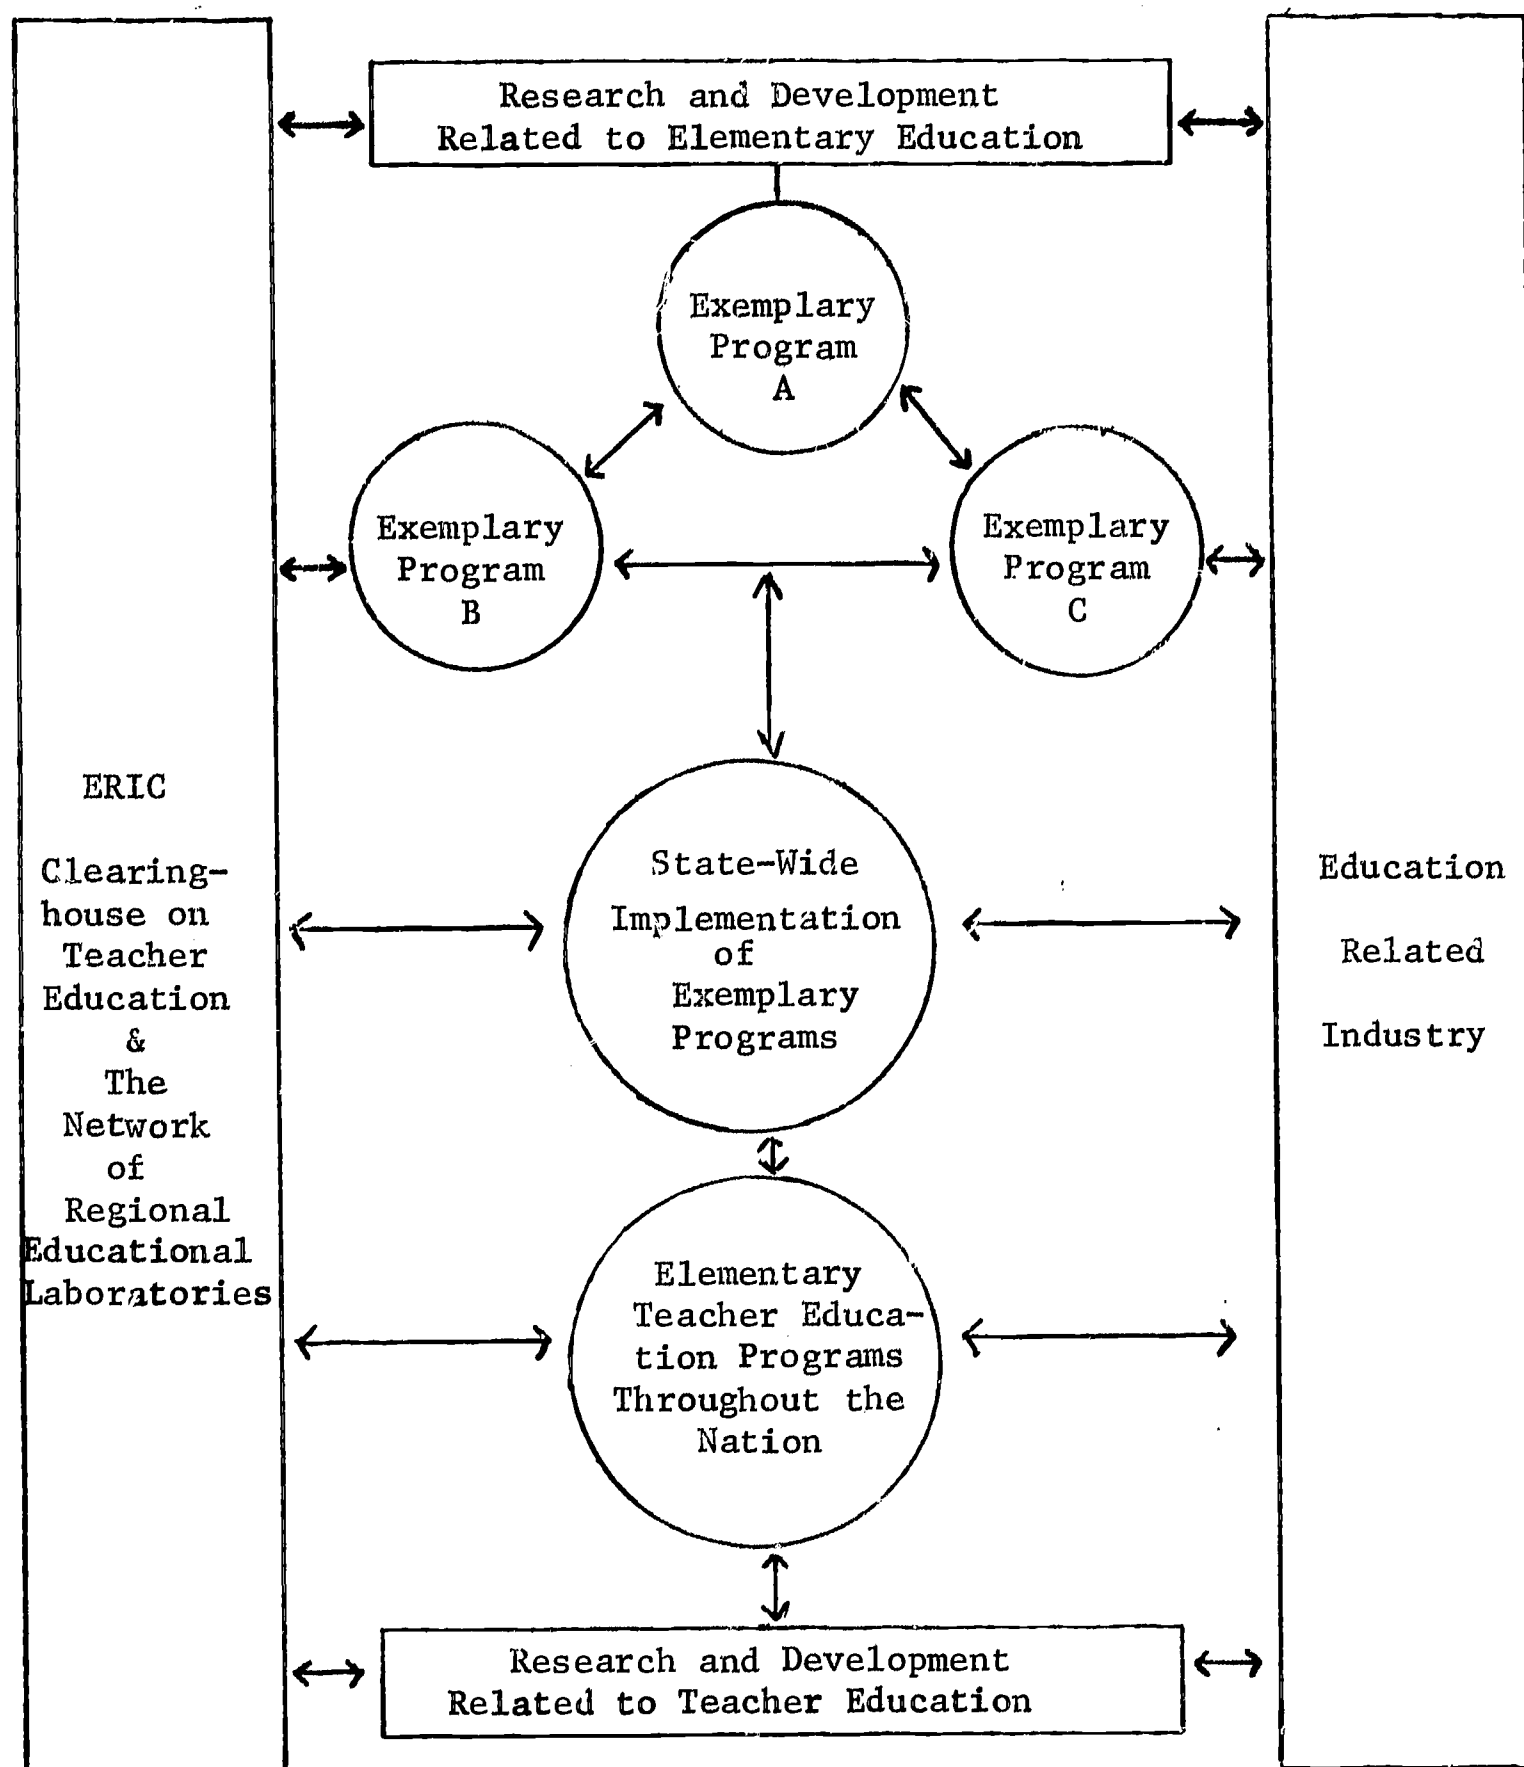 Research and Development
Related to Elementary Education
Exemplary
Program
A
Exemplary
Program
B
Exemplary
Program
C
ERIC
Clearing-
house on
Teacher
Education
&
The
Network
of
Regional
Educational
Laboratories
State-Wide
Implementation
of
Exemplary
Programs
Education
Related
Industry
Elementary
Teacher Educa-
tion Programs
Throughout the
Nation
Research and Development
Related to Teacher Education